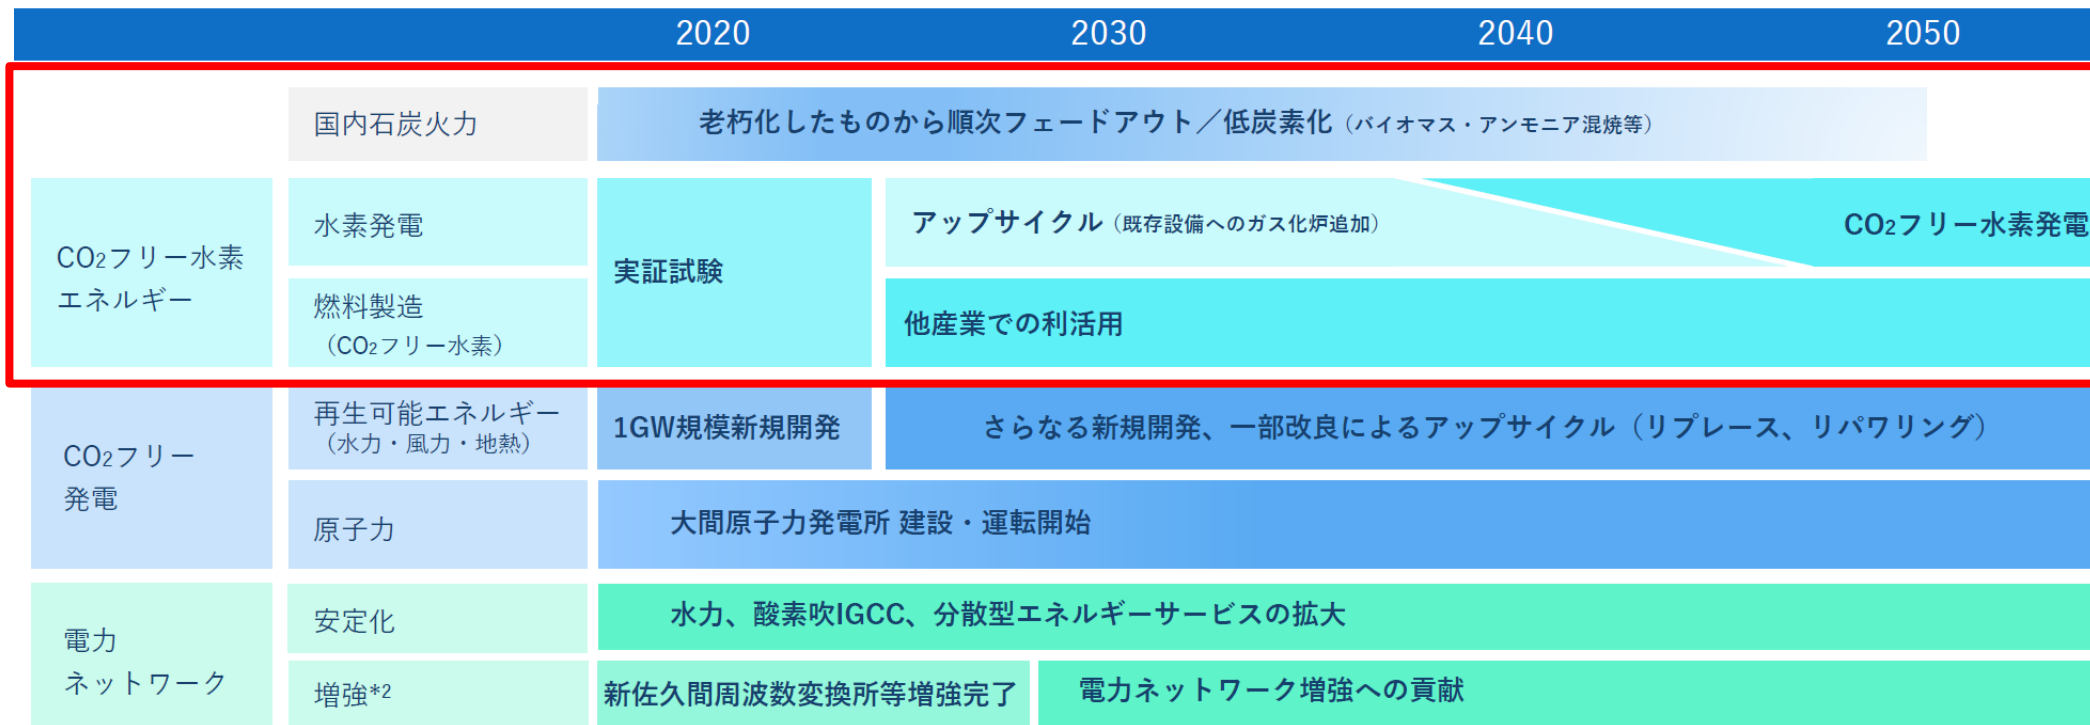 2020 2030 2040 2050
国内石炭火力
老朽化したものから順次フェードアウト／低炭素化（バイオマス・アンモニア混焼等）
CO2フリー水素
エネルギー
水素発電
実証試験
アップサイクル（既存設備へのガス化炉追加）
CO2フリー水素発電
燃料製造
（CO2フリー水素）
他産業での利活用
CO2フリー
発電
再生可能エネルギー
（水力・風力・地熱）
1GW規模新規開発
さらなる新規開発、一部改良によるアップサイクル（リプレース、リパワリング）
原子力
大間原子力発電所 建設・運転開始
電力
ネットワーク
安定化
水力、酸素吹IGCC、分散型エネルギーサービスの拡大
増強*2
新佐久間周波数変換所等増強完了
電力ネットワーク増強への貢献